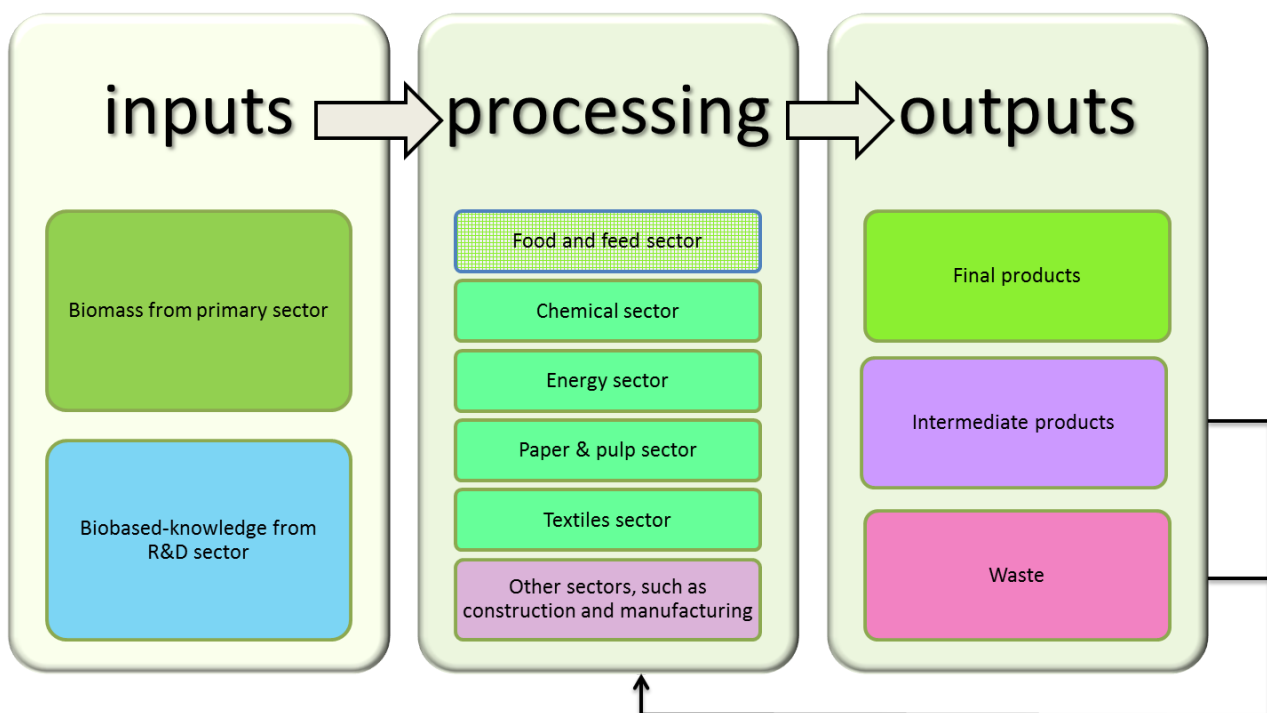 inputs
processing
outputs
Biomass from primary sector
Biobased-knowledge from
R&D sector
Food and feed sector
Chemical sector
Energy sector
Paper & pulp sector
Textiles sector
Other sectors, such as
construction and manufacturing
Final products
Intermediate products
Waste